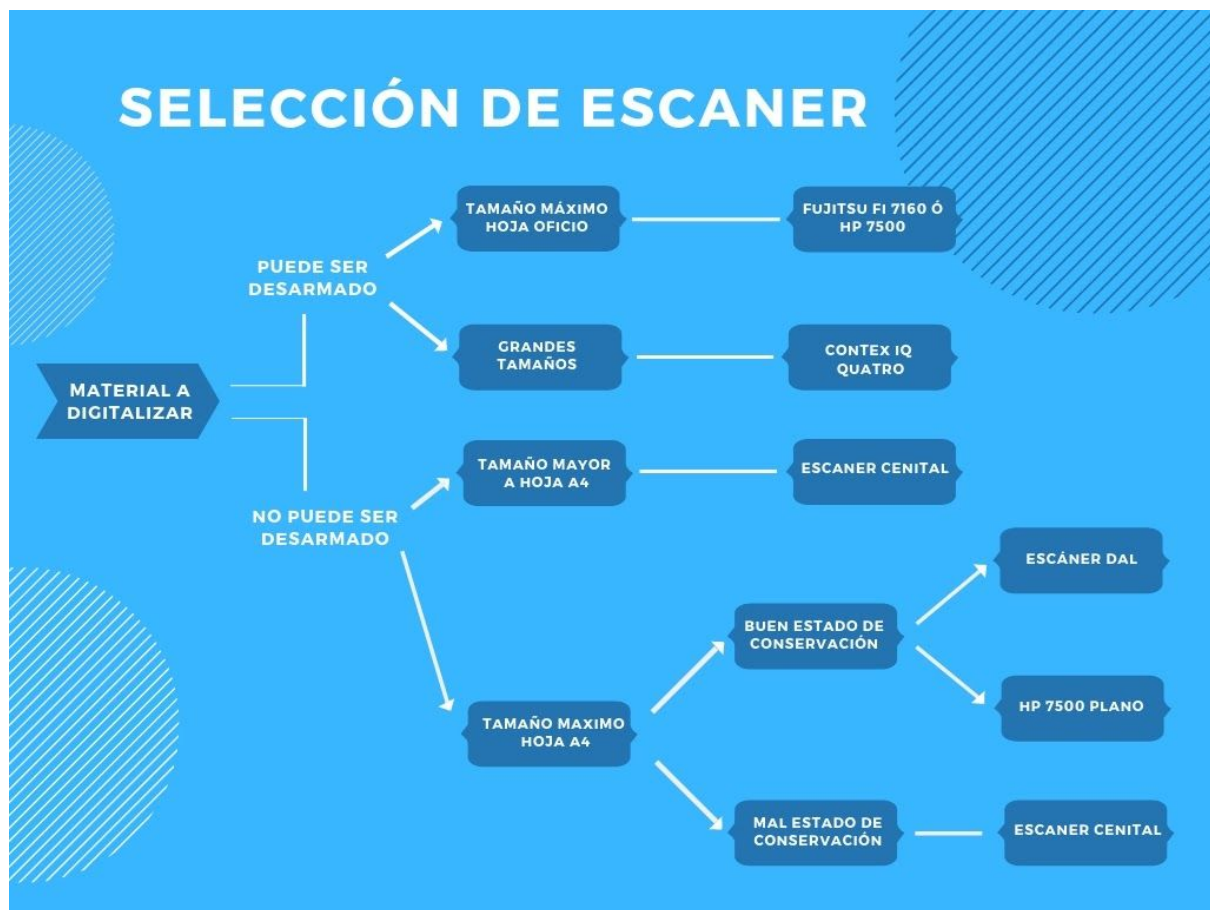 SELECCIÓN DE ESCANER
TAMAÑO MÁXIMO
HOJA OFICIO
FUJITSU FI 7160 Ó
HP 7500
PUEDE SER
DESARMADO
GRANDES
TAMAÑOS
CONTEX IQ
QUATRO
MATERIAL A
DIGITALIZAR
TAMAÑO MAYOR
A HOJA A4
ESCANER CENITAL
NO PUEDE SER
DESARMADO
ESCÁNER DAL
BUEN ESTADO DE
CONSERVACIÓN
HP 7500 PLANO
TAMAÑO MAXIMO
HOJA A4
MAL ESTADO DE
CONSERVACIÓN
ESCANER CENITAL